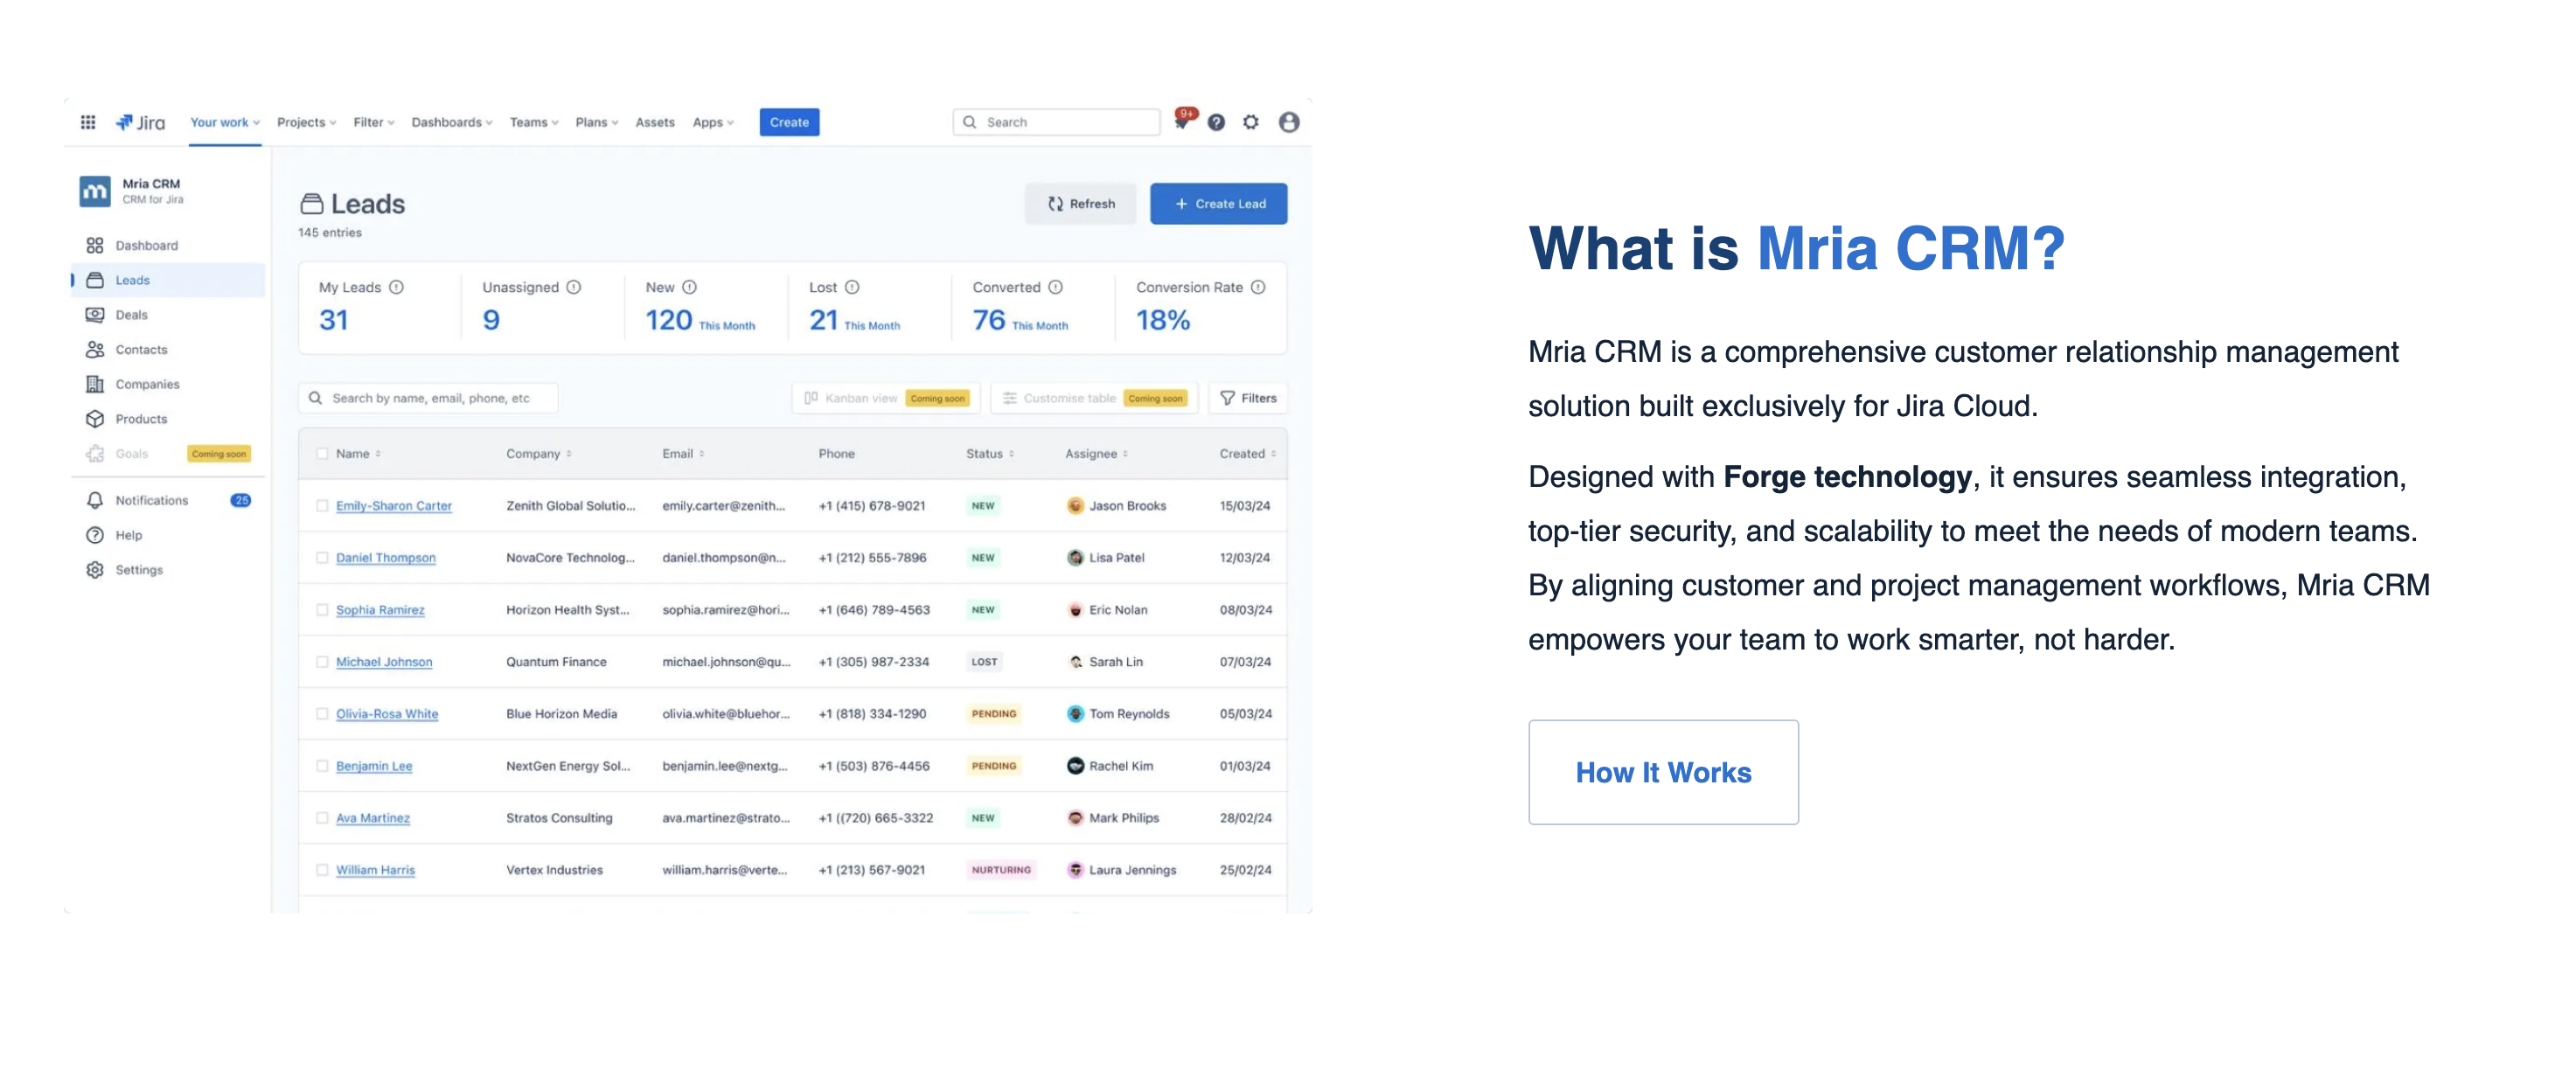 Jira Your work Projects Filter Dashboards Teams Plans Assets Apps Create Search 9+
Mria CRM
CRM for Jira
Dashboard
Leads
Deals
Contacts
Companies
Products
Goals Coming soon
Notifications 25
Help
Settings
Leads
145 entries
Refresh + Create Lead
My Leads Unassigned New Lost Converted Conversion Rate
31 9 120 This Month 21 This Month 76 This Month 18%
Search by name, email, phone, etc Kanban view Coming soon Customise table Coming soon Filters
Name Company Email Phone Status Assignee Created
Emily-Sharon Carter Zenith Global Solutio... emily.carter@zenith... +1 (415) 678-9021 NEW Jason Brooks 15/03/24
Daniel Thompson NovaCore Technolog... daniel.thompson@n... +1 (212) 555-7896 NEW Lisa Patel 12/03/24
Sophia Ramirez Horizon Health Syst... sophia.ramirez@hori... +1 (646) 789-4563 NEW Eric Nolan 08/03/24
Michael Johnson Quantum Finance michael.johnson@qu... +1 (305) 987-2334 LOST Sarah Lin 07/03/24
Olivia-Rosa White Blue Horizon Media olivia.white@bluehor... +1 (818) 334-1290 PENDING Tom Reynolds 05/03/24
Benjamin Lee NextGen Energy Sol... benjamin.lee@nextg... +1 (503) 876-4456 PENDING Rachel Kim 01/03/24
Ava Martinez Stratos Consulting ava.martinez@strato... +1 ((720) 665-3322 NEW Mark Philips 28/02/24
William Harris Vertex Industries william.harris@verte... +1 (213) 567-9021 NURTURING Laura Jennings 25/02/24
What is Mria CRM?
Mria CRM is a comprehensive customer relationship management
solution built exclusively for Jira Cloud.
Designed with Forge technology, it ensures seamless integration,
top-tier security, and scalability to meet the needs of modern teams.
By aligning customer and project management workflows, Mria CRM
empowers your team to work smarter, not harder.
How It Works